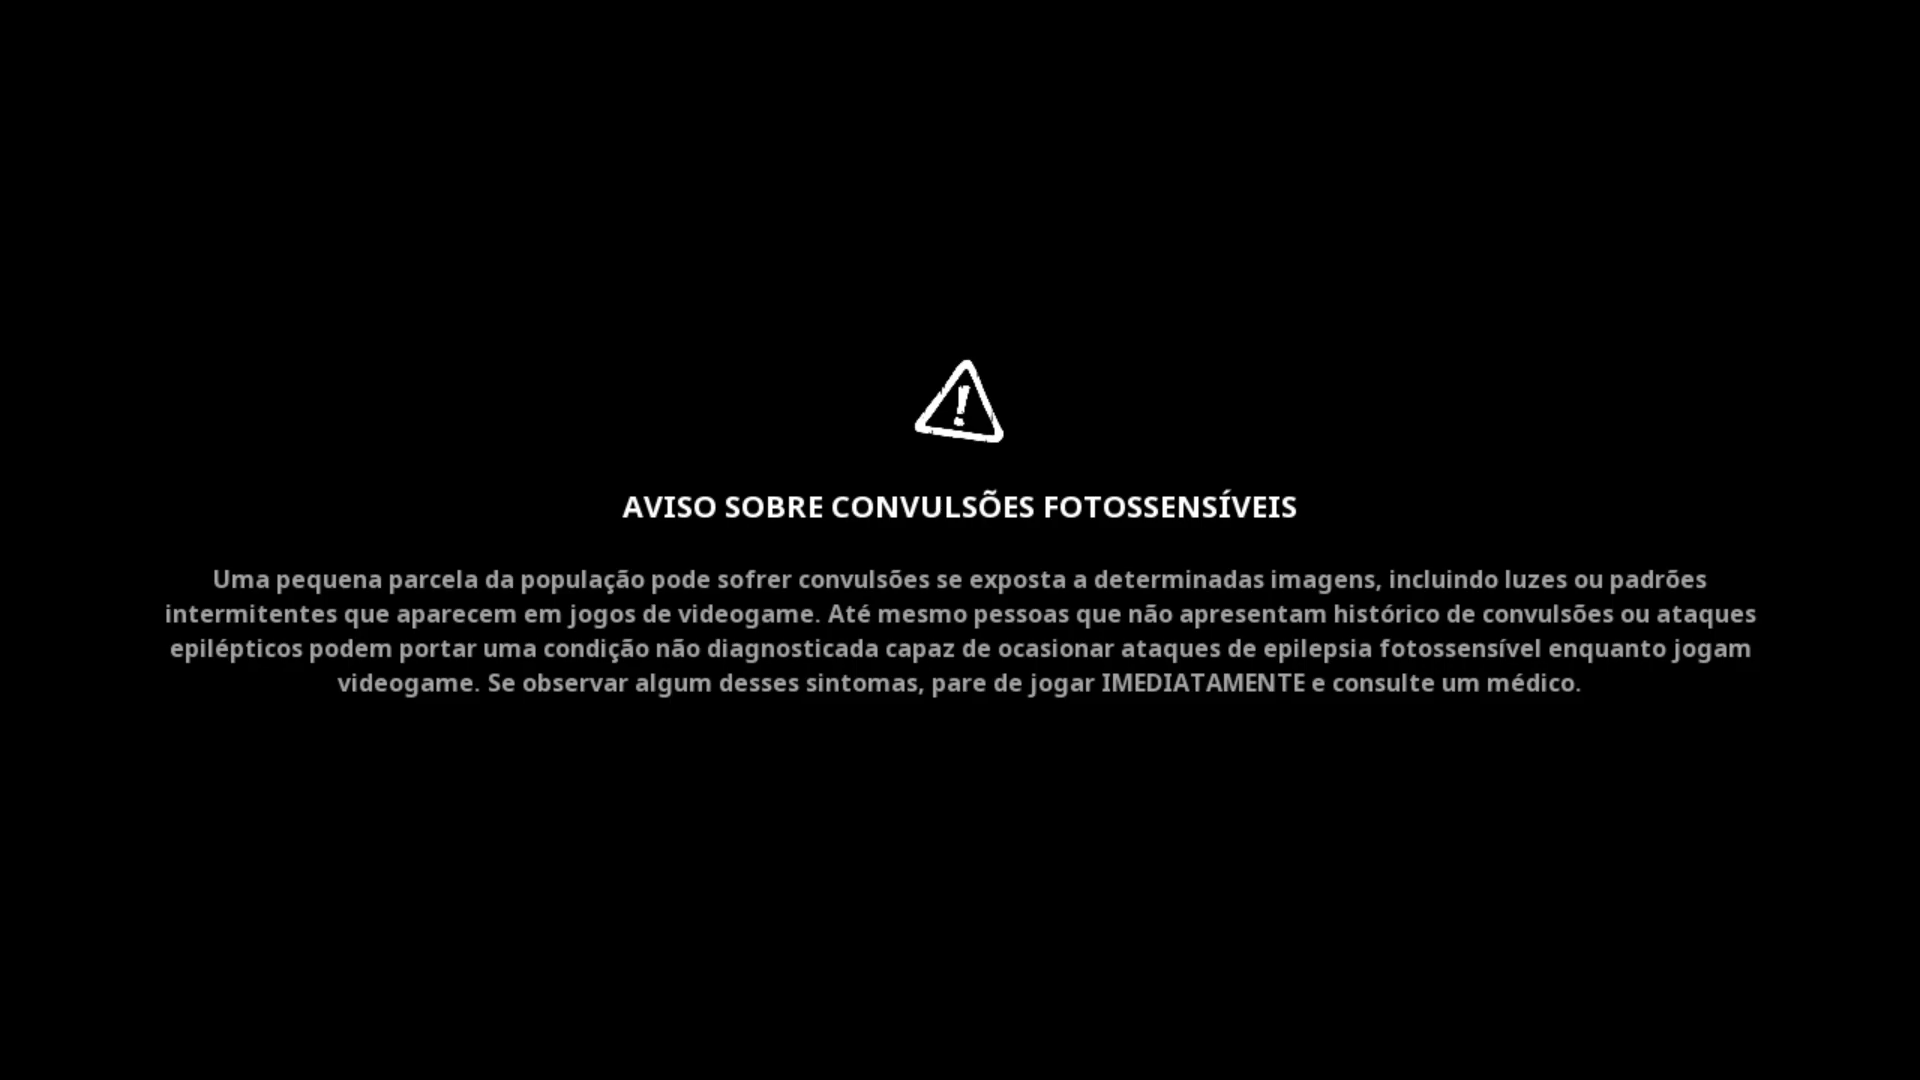 AVISO SOBRE CONVULSÕES FOTOSSENSÍVEIS
Uma pequena parcela da população pode sofrer convulsões se exposta a determinadas imagens, incluindo luzes ou padrões
intermitentes que aparecem em jogos de videogame. Até mesmo pessoas que não apresentam histórico de convulsões ou ataques
epilépticos podem portar uma condição não diagnosticada capaz de ocasionar ataques de epilepsia fotossensível enquanto jogam
videogame. Se observar algum desses sintomas, pare de jogar IMEDIATAMENTE e consulte um médico.